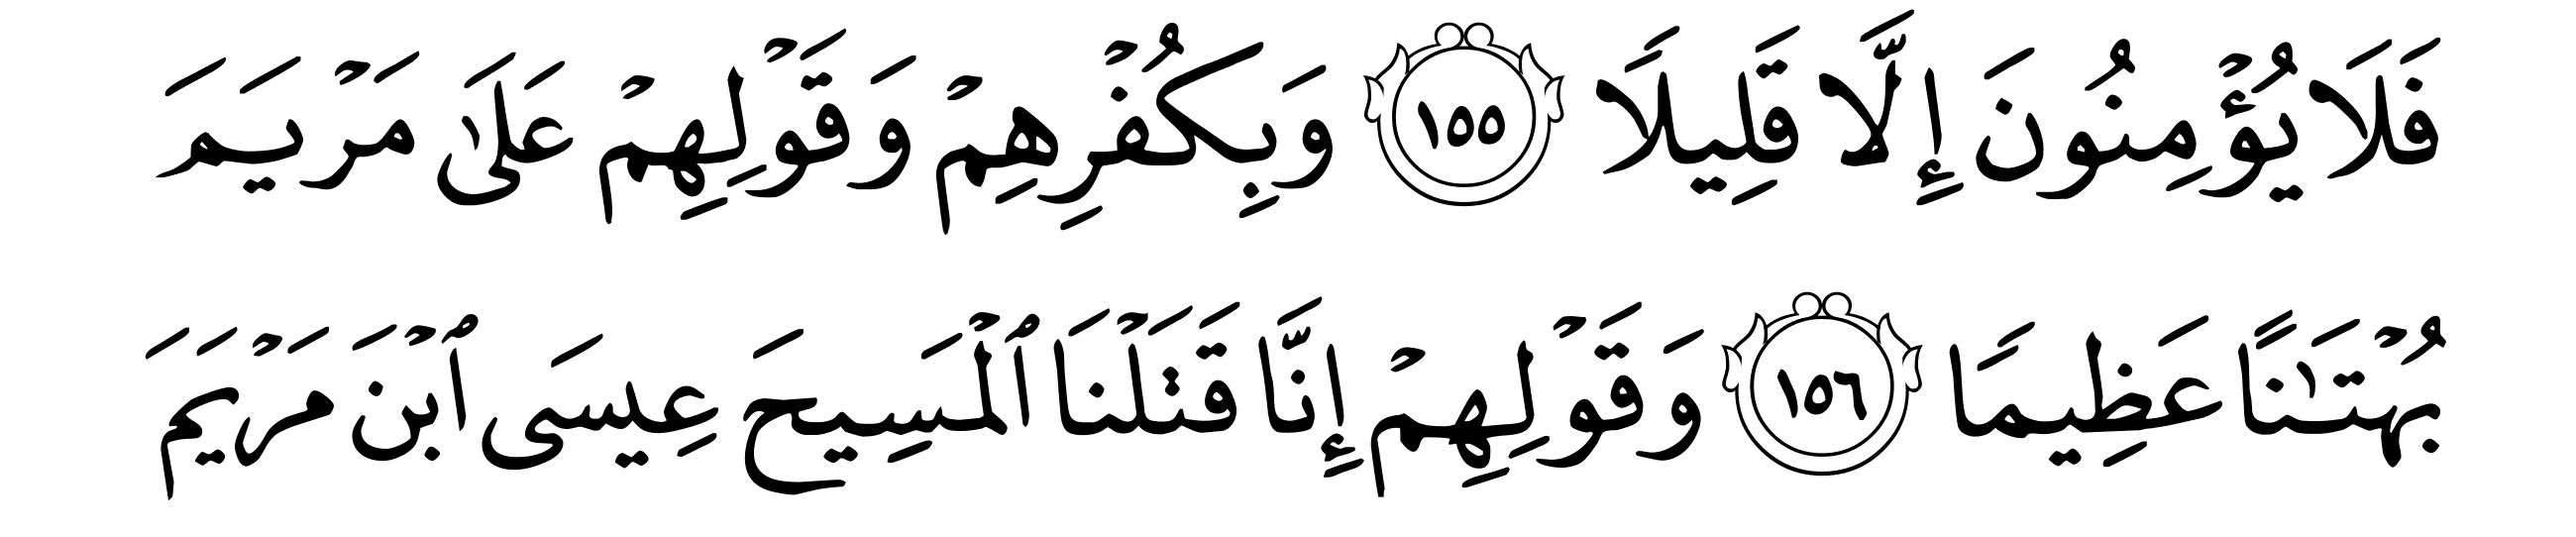 فَلَا يُؤۡمِنُونَ إِلَّا قَلِيلًا ١٥٥ وَبِكُفۡرِهِمۡ وَقَوۡلِهِمۡ عَلَىٰ مَرۡيَمَ
بُهۡتَٰنًا عَظِيمًا ١٥٦ وَقَوۡلِهِمۡ إِنَّا قَتَلۡنَا ٱلۡمَسِيحَ عِيسَى ٱبۡنَ مَرۡيَمَ